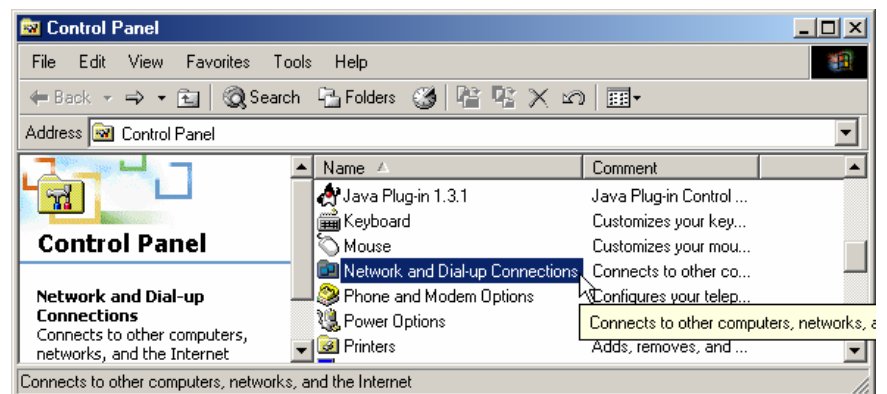 Control Panel
File Edit View Favorites Tools Help
Back Search Folders
Address Control Panel
Name Comment
Java Plug-in 1.3.1 Java Plug-in Control ...
Keyboard Customizes your key...
Mouse Customizes your mou...
Network and Dial-up Connections Connects to other co...
Phone and Modem Options Configures your telep...
Power Options
Connects to other computers, networks, a
Printers Adds, removes, and ...
Control Panel
Network and Dial-up
Connections
Connects to other computers,
networks, and the Internet
Connects to other computers, networks, and the Internet